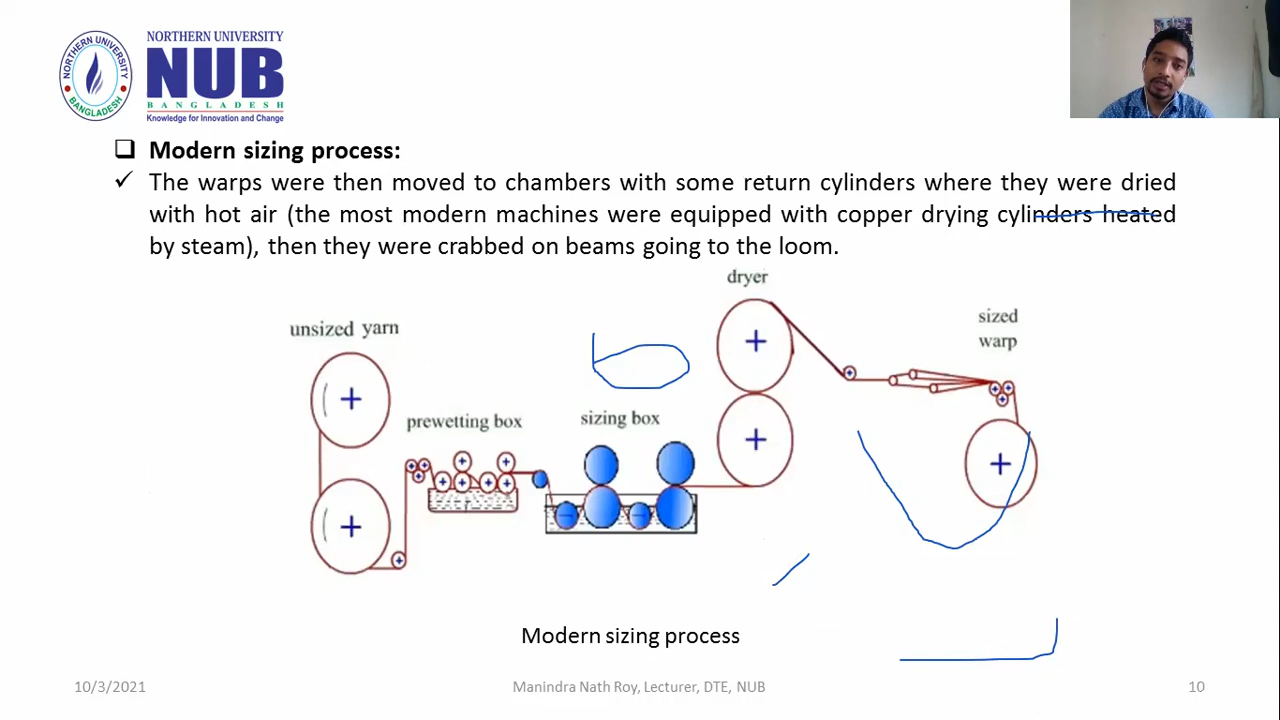 NORTHERN UNIVERSITY
NUB
BANGLADESH
Knowledge for Innovation and Change
NORTHERN UNIVERSITY
BANGLADESH
Modern sizing process:
The warps were then moved to chambers with some return cylinders where they were dried
with hot air (the most modern machines were equipped with copper drying cylinders heated
by steam), then they were crabbed on beams going to the loom.
dryer
unsized yarn
sized
warp
prewetting box
sizing box
Modern sizing process
10/3/2021
Manindra Nath Roy, Lecturer, DTE, NUB
10